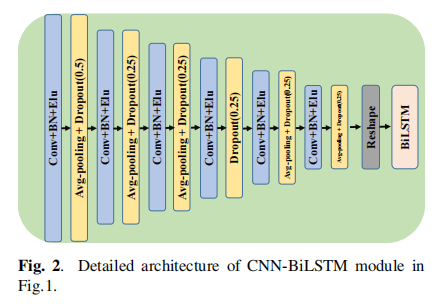 Conv+BN+Elu
Avg-pooling + Dropout(0.5)
Conv+BN+Elu
Avg-pooling + Dropout(0.25)
Conv+BN+Elu
Avg-pooling + Dropout(0.25)
Conv+BN+Elu
Dropout(0.25)
Conv+BN+Elu
Avg-pooling + Dropout(0.25)
Conv+BN+Elu
Avg-pooling + Dropout(0.25)
Reshape
BiLSTM
Fig. 2. Detailed architecture of CNN-BiLSTM module in
Fig.1.